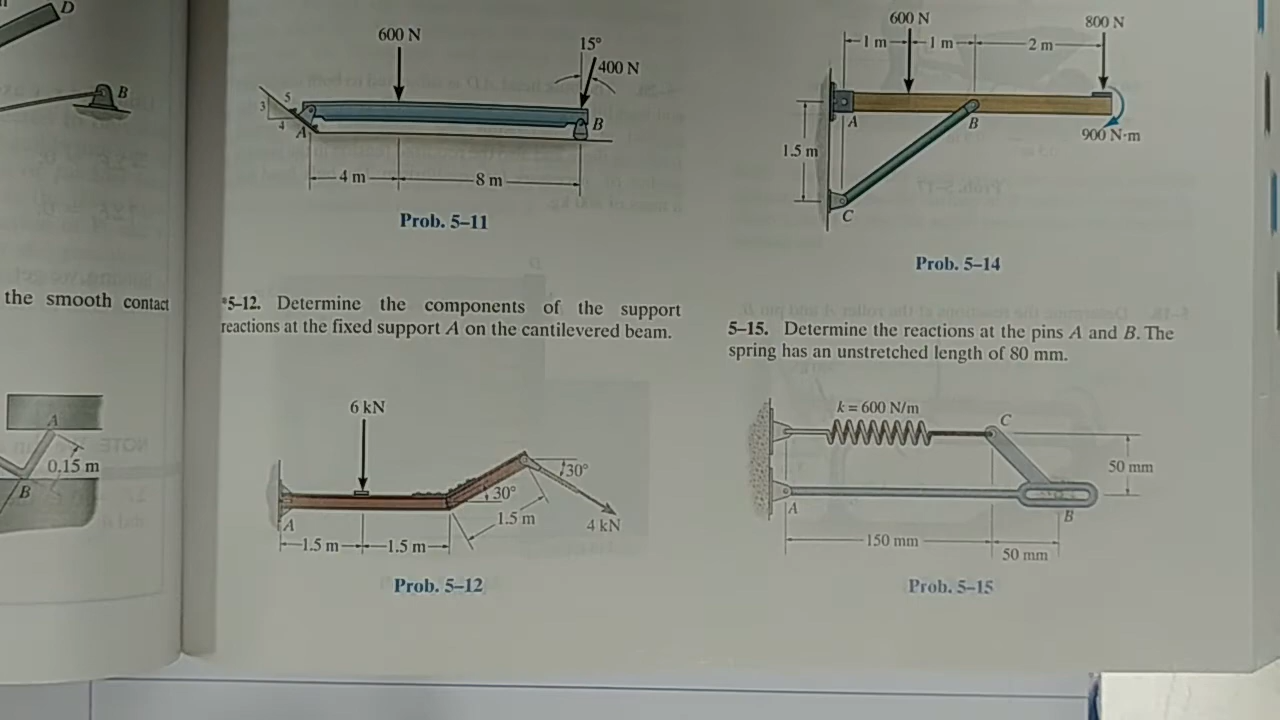 D
B
the smooth contact
A
0.15 m
B
600 N
15°
400 N
3
5
4
A
B
4 m
8 m
Prob. 5–11
*5–12. Determine the components of the support
reactions at the fixed support A on the cantilevered beam.
6 kN
30°
30°
A
1.5 m
4 kN
1.5 m
1.5 m
Prob. 5–12
600 N
800 N
1 m
1 m
2 m
A
B
900 N·m
1.5 m
C
Prob. 5–14
5–15. Determine the reactions at the pins A and B. The
spring has an unstretched length of 80 mm.
k = 600 N/m
C
50 mm
A
B
150 mm
50 mm
Prob. 5–15